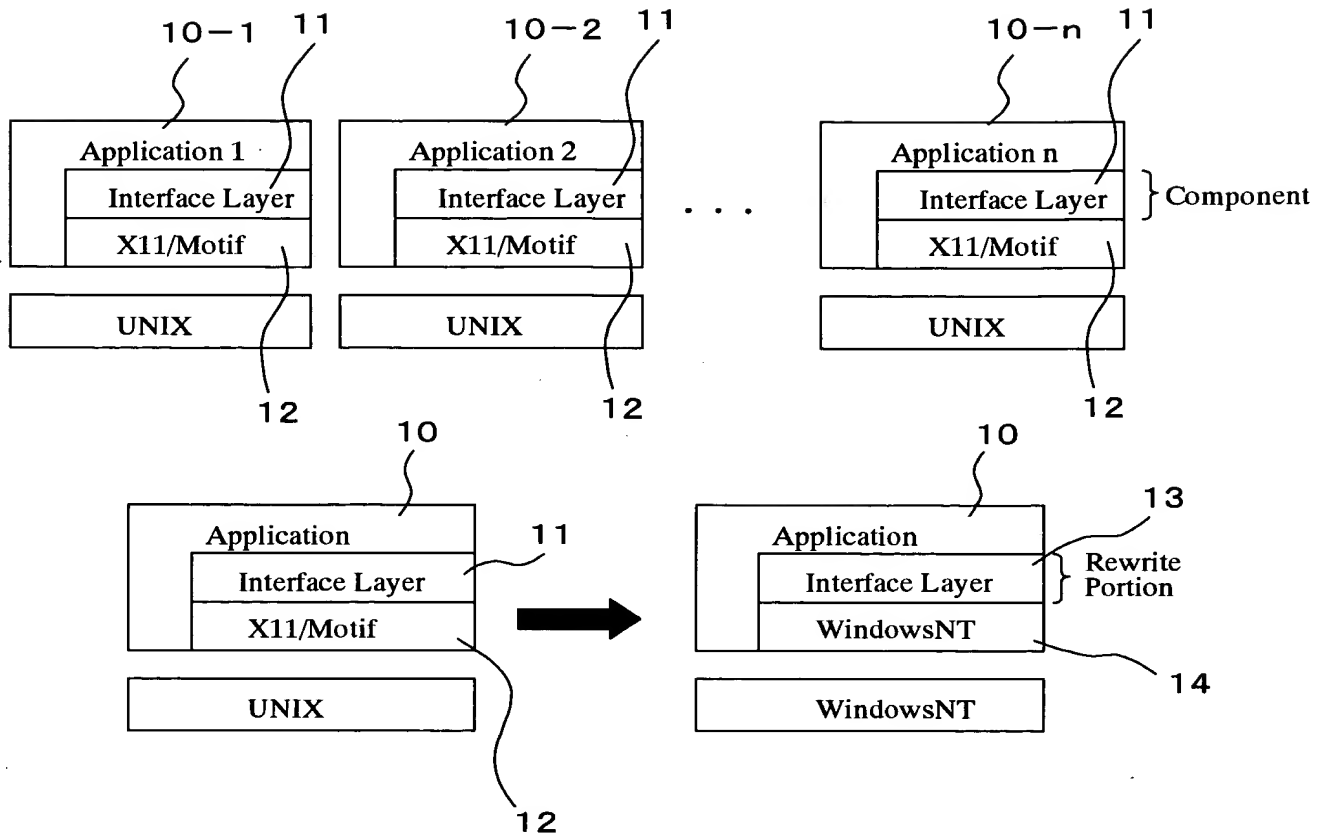 10-1
11
10-2
11
10-n
11
Application 1
Interface Layer
X11/Motif
UNIX
12
Application 2
Interface Layer
X11/Motif
UNIX
12
. . .
Application n
Interface Layer
X11/Motif
UNIX
12
Component
10
Application
Interface Layer
11
X11/Motif
UNIX
12
10
Application
Interface Layer
13
Rewrite
Portion
WindowsNT
14
WindowsNT